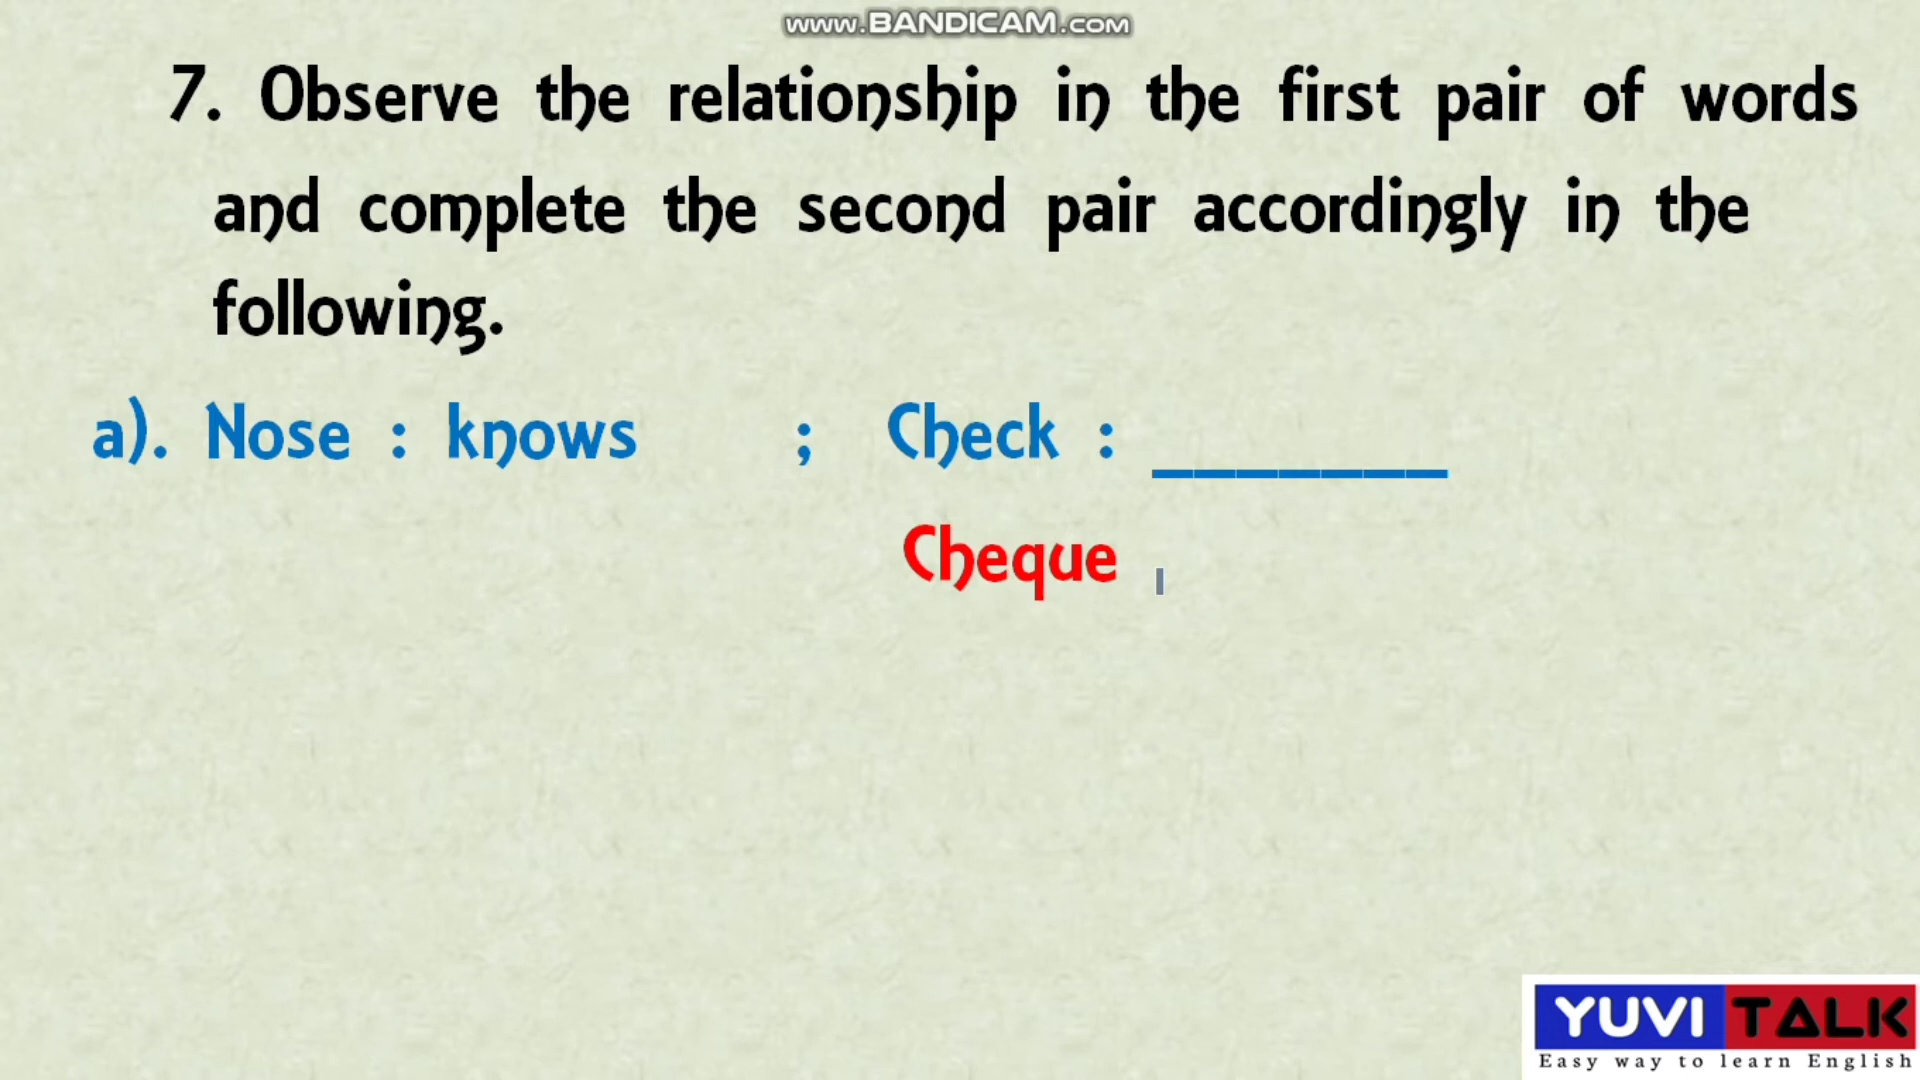 www.BANDICAM.com
7. Observe the relationship in the first pair of words
and complete the second pair accordingly in the
following.
a). Nose : knows ; Check : _______
Cheque
YUVI TALK
Easy way to learn English